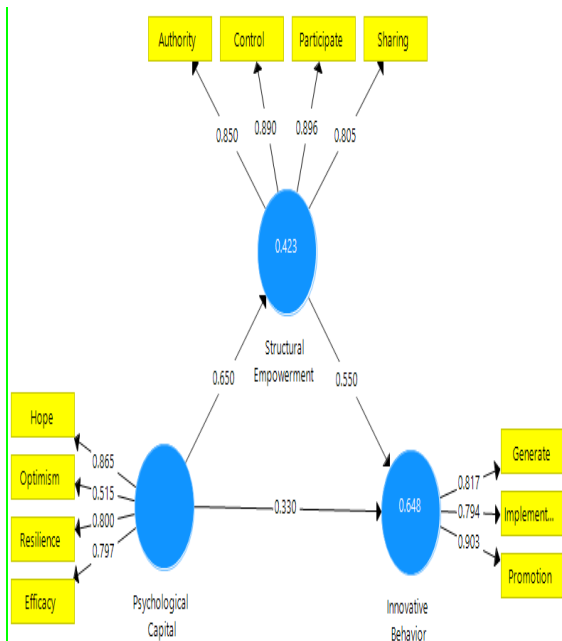 Authority
Control
Participate
Sharing
0.850
0.890
0.896
0.805
0.423
Structural
Empowerment
0.650
0.550
Hope
Optimism
Resilience
Efficacy
0.865
0.515
0.800
0.797
0.330
Psychological
Capital
0.648
Innovative
Behavior
0.817
0.794
0.903
Generate
Implement...
Promotion